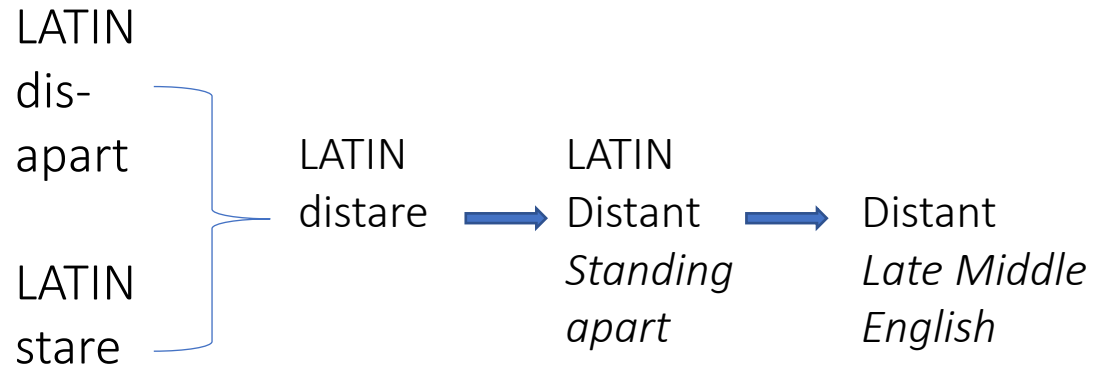 LATIN
dis-
apart
LATIN
stare
LATIN
distare
LATIN
Distant
Standing
apart
Distant
Late Middle
English